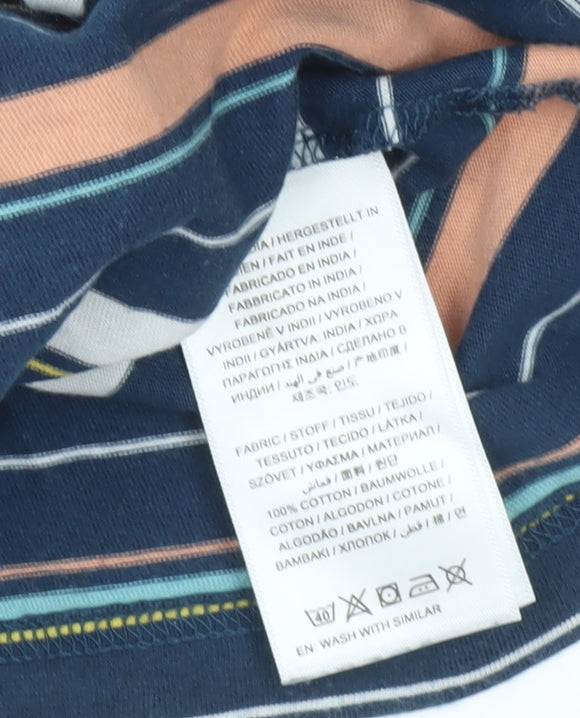 DIA / HERGESTELLT IN
IEN / FAIT EN INDE /
FABRICADO EN INDIA /
FABBRICATO IN INDIA /
FABRICADO NA INDIA /
VYROBENÉ V INDII / VYROBENO V
INDII / GYÁRTVA: INDIA / ΧΩΡΑ
ΠΑΡΑΓΩΓΗΣ ΙΝΔΙΑ / СДЕЛАНО В
ИНДИИ / صنع في الهند / 产地印度 /
제조국: 인도
FABRIC / STOFF / TISSU / TEJIDO /
TESSUTO / TECIDO / LÁTKA /
SZÖVET / ΥΦΑΣΜΑ / МАТЕРИАЛ /
قماش / 面料 / 원단
100% COTTON / BAUMWOLLE /
COTON / ALGODON / COTONE /
ALGODÃO / BAVLNA / PAMUT /
ΒΑΜΒΑΚΙ / ХЛОПОК / قطن / 棉 / 면
40
EN: WASH WITH SIMILAR